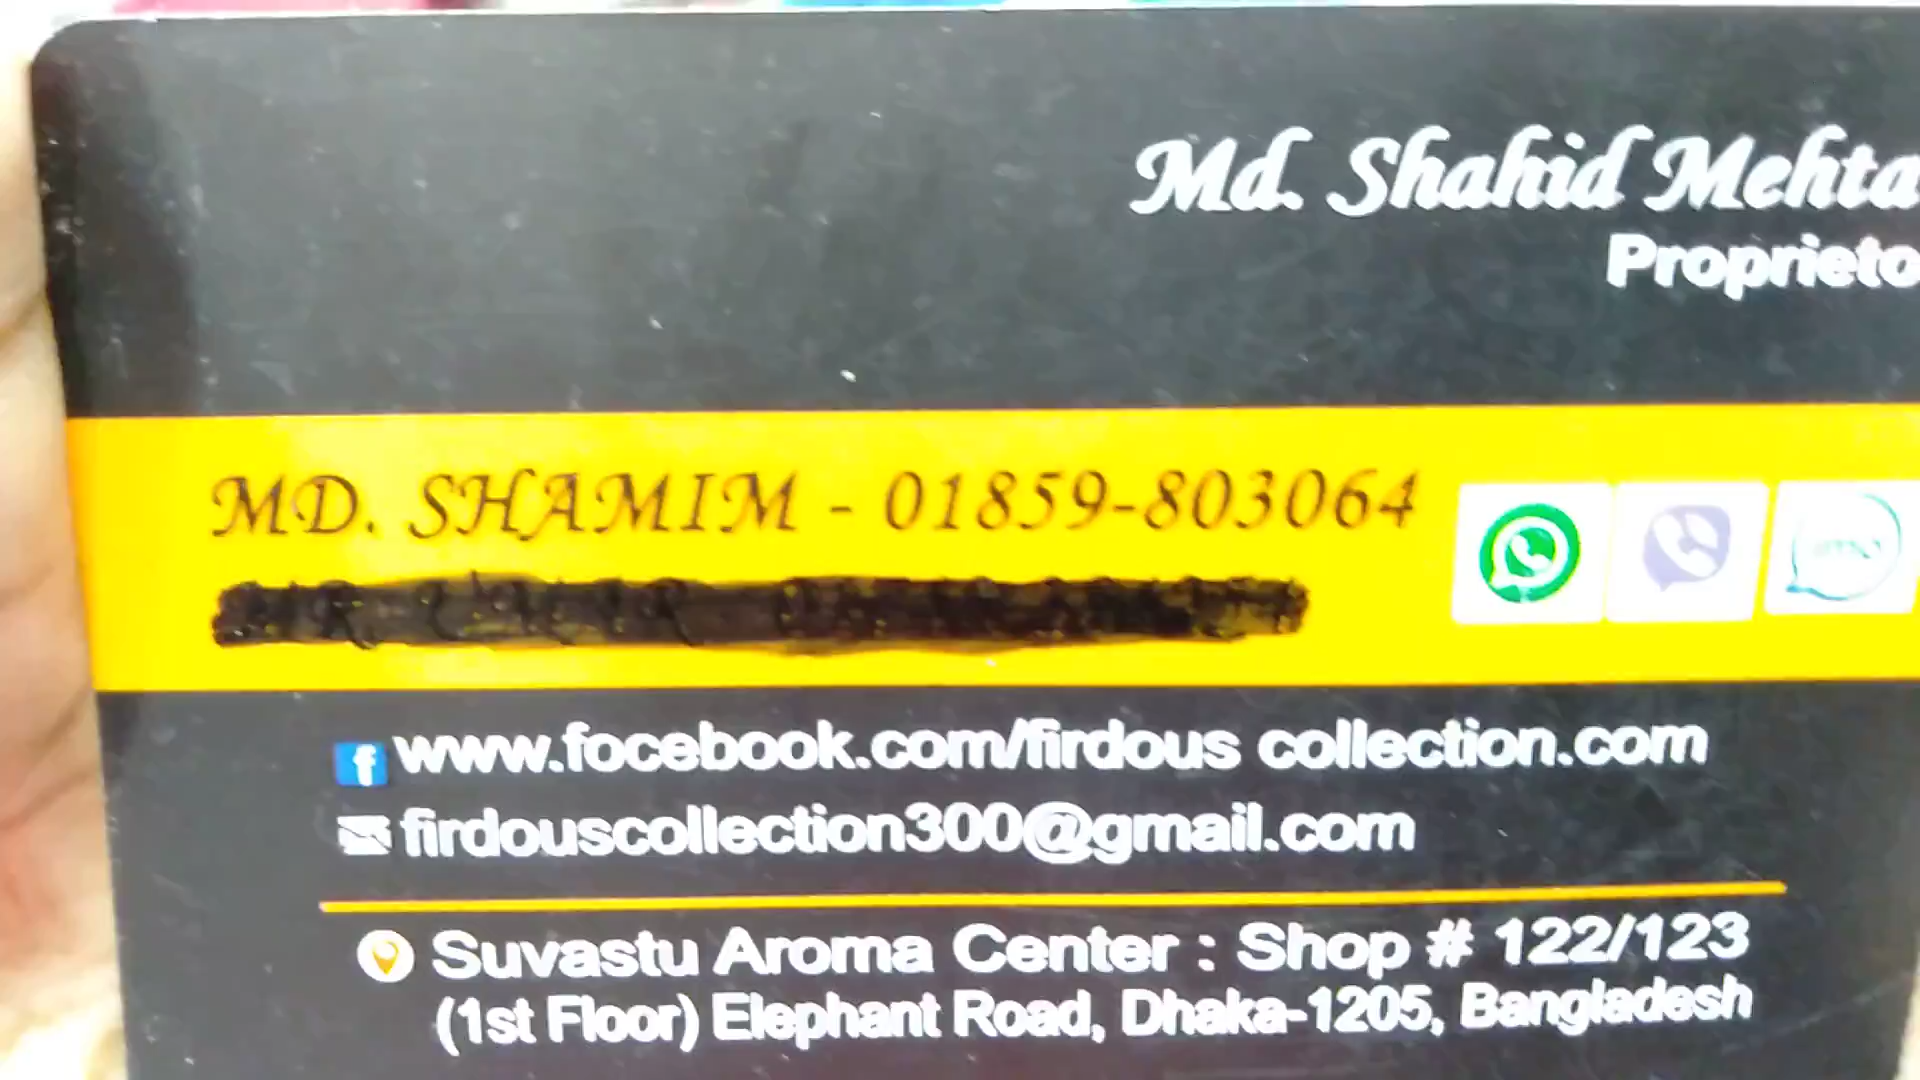 Md. Shahid Mehta
Proprieto
MD. SHAMIM - 01859-803064
www.focebook.com/firdous collection.com
firdouscollection300@gmail.com
Suvastu Aroma Center : Shop # 122/123
(1st Floor) Elephant Road, Dhaka-1205, Bangladesh